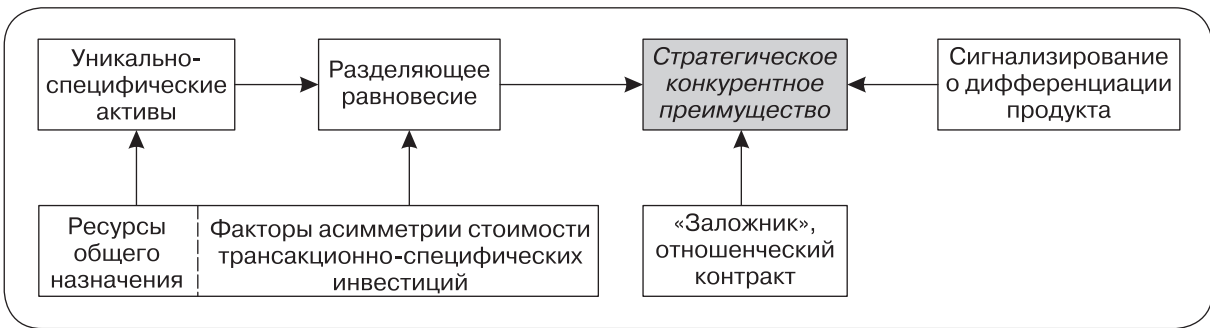 Уникально-
специфические
активы
Разделяющее
равновесие
Стратегическое
конкурентное
преимущество
Сигнализирование
о дифференциации
продукта
Ресурсы
общего
назначения
Факторы асимметрии стоимости
трансакционно-специфических
инвестиций
«Заложник»,
отношенческий
контракт